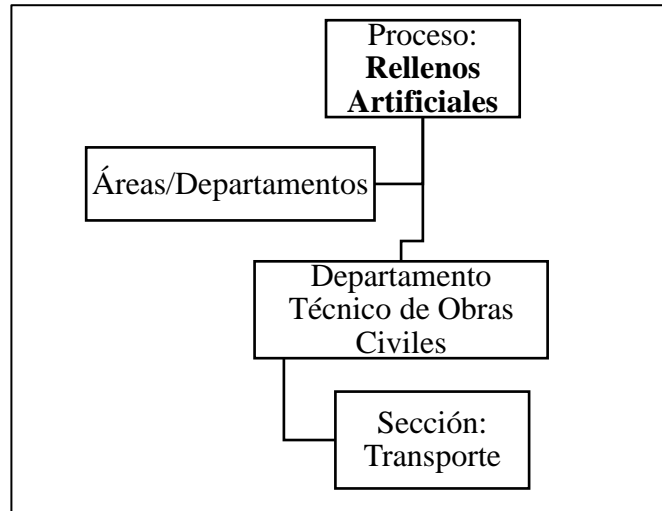 Proceso:
Rellenos
Artificiales
Áreas/Departamentos
Departamento
Técnico de Obras
Civiles
Sección:
Transporte